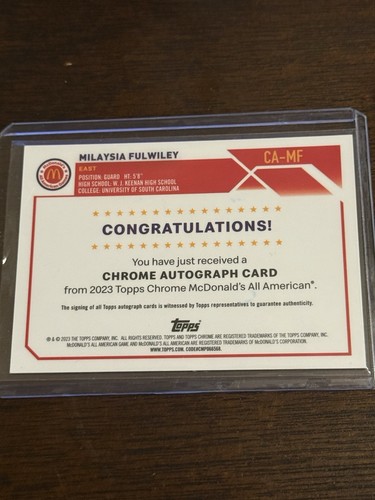 MILAYSIA FULWILEY
CA-MF
EAST
POSITION: GUARD HT: 5'8"
HIGH SCHOOL: W. J. KEENAN HIGH SCHOOL
COLLEGE: UNIVERSITY OF SOUTH CAROLINA
CONGRATULATIONS!
You have just received a
CHROME AUTOGRAPH CARD
from 2023 Topps Chrome McDonald's All American®.
The signing of all Topps autograph cards is witnessed by Topps representatives to guarantee authenticity.
topps®
® & © 2023 THE TOPPS COMPANY, INC. ALL RIGHTS RESERVED. TOPPS AND TOPPS CHROME ARE REGISTERED TRADEMARKS OF THE TOPPS COMPANY, INC.
McDONALD'S ALL AMERICAN GAME AND McDONALD'S ALL AMERICAN ARE REGISTERED TRADEMARKS OF McDONALD'S CORPORATION.
WWW.TOPPS.COM. CODE#CMP006568.